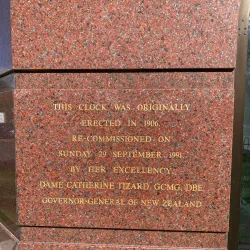 THIS CLOCK WAS ORIGINALLY
ERECTED IN 1906.
RE-COMMISSIONED ON
SUNDAY 29 SEPTEMBER 1991.
BY HER EXCELLENCY
DAME CATHERINE TIZARD, GCMG, DBE.
GOVERNOR-GENERAL OF NEW ZEALAND